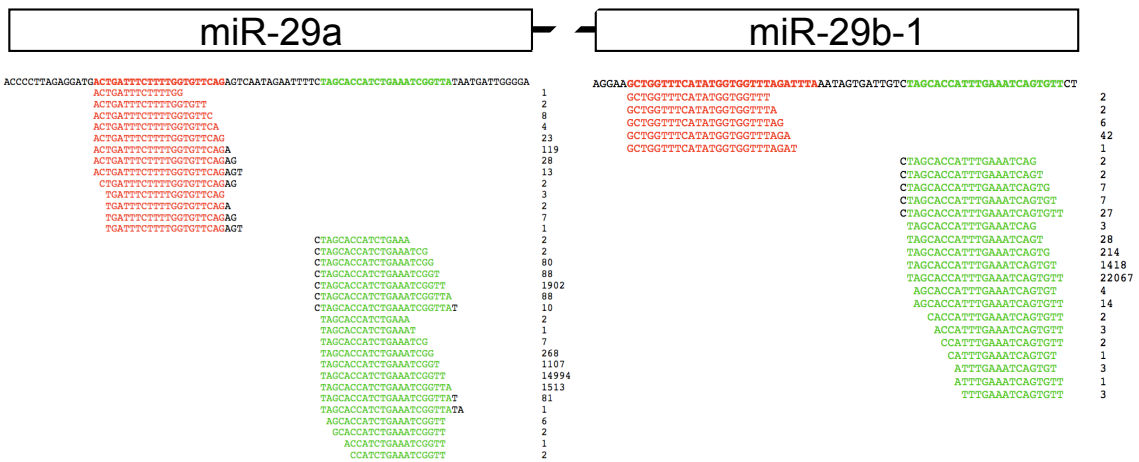 miR-29a
ACCCCTTAGAGGATGACTGATTTCTTTTGGTGTTCAGAGTCAATAGAATTTTCTAGCACCATCTGAAATCGGTTATAATGATTGGGGA
ACTGATTTCTTTTGG 1
ACTGATTTCTTTTGGTGTT 2
ACTGATTTCTTTTGGTGTTC 8
ACTGATTTCTTTTGGTGTTCA 4
ACTGATTTCTTTTGGTGTTCAG 23
ACTGATTTCTTTTGGTGTTCAGA 119
ACTGATTTCTTTTGGTGTTCAGAG 28
ACTGATTTCTTTTGGTGTTCAGAGT 13
CTGATTTCTTTTGGTGTTCAGAG 2
TGATTTCTTTTGGTGTTCAG 3
TGATTTCTTTTGGTGTTCAGA 2
TGATTTCTTTTGGTGTTCAGAG 7
TGATTTCTTTTGGTGTTCAGAGT 1
CTAGCACCATCTGAAA 2
CTAGCACCATCTGAAATCG 2
CTAGCACCATCTGAAATCGG 80
CTAGCACCATCTGAAATCGGT 88
CTAGCACCATCTGAAATCGGTT 1902
CTAGCACCATCTGAAATCGGTTA 88
CTAGCACCATCTGAAATCGGTTAT 10
TAGCACCATCTGAAA 2
TAGCACCATCTGAAAT 1
TAGCACCATCTGAAATCG 7
TAGCACCATCTGAAATCGG 268
TAGCACCATCTGAAATCGGT 1107
TAGCACCATCTGAAATCGGTT 14994
TAGCACCATCTGAAATCGGTTA 1513
TAGCACCATCTGAAATCGGTTAT 81
TAGCACCATCTGAAATCGGTTATA 1
AGCACCATCTGAAATCGGTT 6
GCACCATCTGAAATCGGTT 2
ACCATCTGAAATCGGTT 1
CCATCTGAAATCGGTT 2
miR-29b-1
AGGAAGCTGGTTTCATATGGTGGTTTAGATTTAAATAGTGATTGTCTAGCACCATTTGAAATCAGTGTTCT
GCTGGTTTCATATGGTGGTTT 2
GCTGGTTTCATATGGTGGTTTA 2
GCTGGTTTCATATGGTGGTTTAG 6
GCTGGTTTCATATGGTGGTTTAGA 42
GCTGGTTTCATATGGTGGTTTAGAT 1
CTAGCACCATTTGAAATCAG 2
CTAGCACCATTTGAAATCAGT 2
CTAGCACCATTTGAAATCAGTG 7
CTAGCACCATTTGAAATCAGTGT 7
CTAGCACCATTTGAAATCAGTGTT 27
TAGCACCATTTGAAATCAG 3
TAGCACCATTTGAAATCAGT 28
TAGCACCATTTGAAATCAGTG 214
TAGCACCATTTGAAATCAGTGT 1418
TAGCACCATTTGAAATCAGTGTT 22067
AGCACCATTTGAAATCAGTGT 4
AGCACCATTTGAAATCAGTGTT 14
CACCATTTGAAATCAGTGTT 2
ACCATTTGAAATCAGTGTT 3
CCATTTGAAATCAGTGTT 2
CATTTGAAATCAGTGT 1
ATTTGAAATCAGTGT 3
ATTTGAAATCAGTGTT 1
TTTGAAATCAGTGTT 3